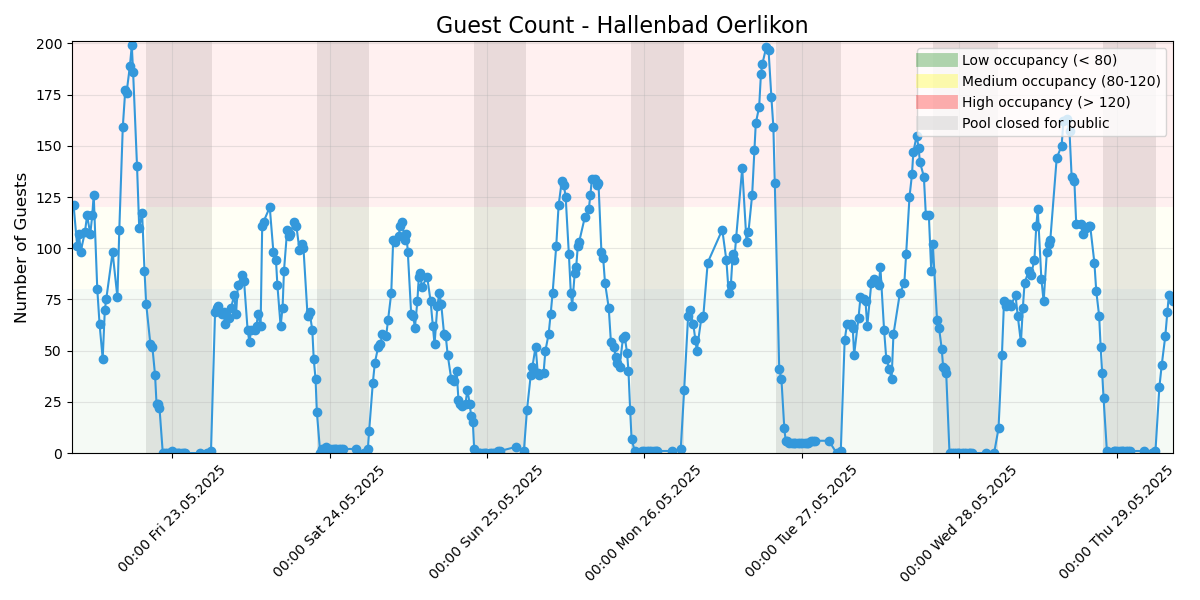 Guest Count - Hallenbad Oerlikon
Number of Guests
200
175
150
125
100
75
50
25
0
Low occupancy (< 80)
Medium occupancy (80-120)
High occupancy (> 120)
Pool closed for public
00:00 Fri 23.05.2025
00:00 Sat 24.05.2025
00:00 Sun 25.05.2025
00:00 Mon 26.05.2025
00:00 Tue 27.05.2025
00:00 Wed 28.05.2025
00:00 Thu 29.05.2025